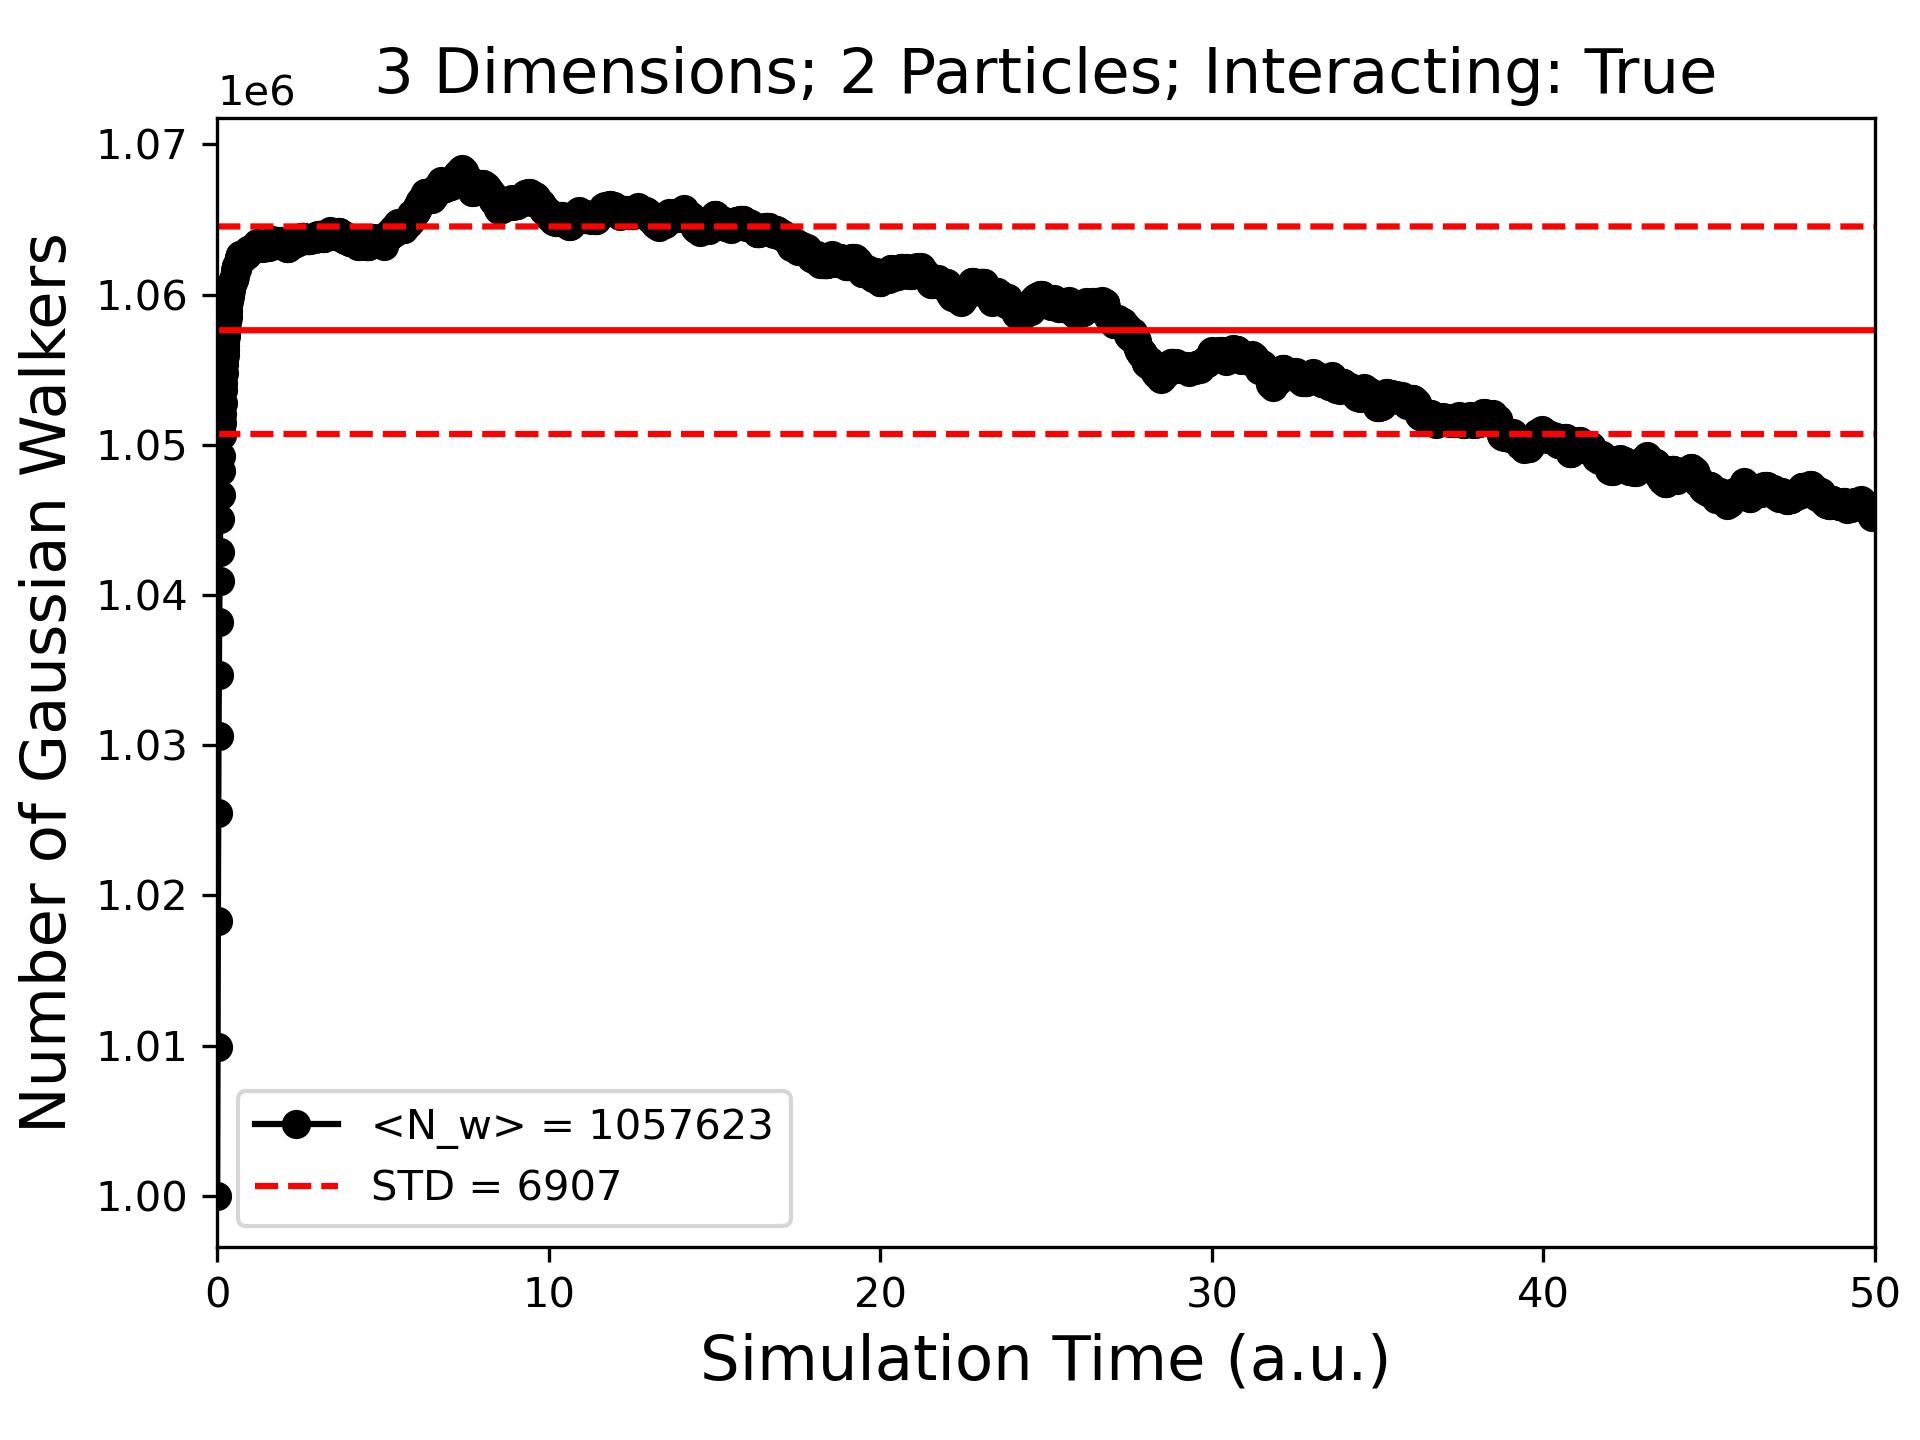 3 Dimensions; 2 Particles; Interacting: True
1e6
1.07
1.06
1.05
1.04
1.03
1.02
1.01
1.00
Number of Gaussian Walkers
<N_w> = 1057623
STD = 6907
0 10 20 30 40 50
Simulation Time (a.u.)